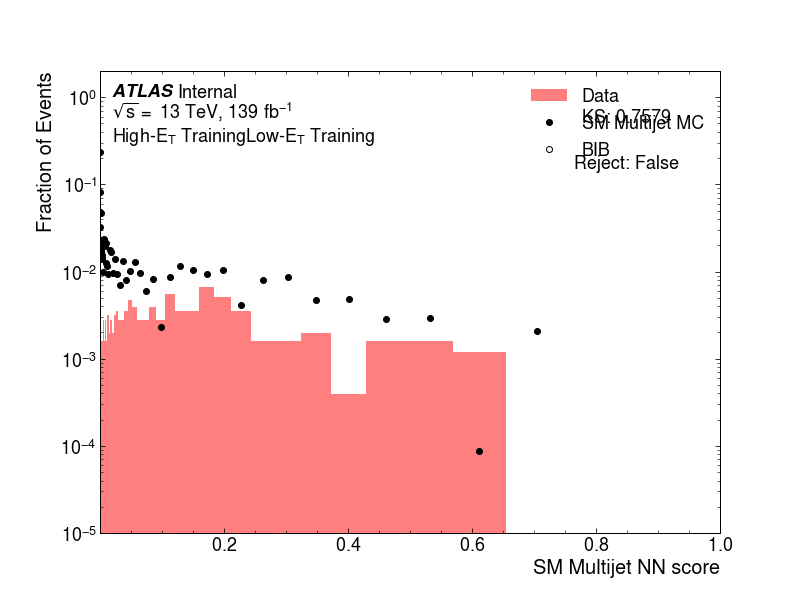 Fraction of Events
10⁰
10⁻¹
10⁻²
10⁻³
10⁻⁴
10⁻⁵
ATLAS Internal
√s = 13 TeV, 139 fb⁻¹
High-E_T TrainingLow-E_T Training
Data
KS: 0.7579
SM Multijet MC
BIB
Reject: False
0.2 0.4 0.6 0.8 1.0
SM Multijet NN score